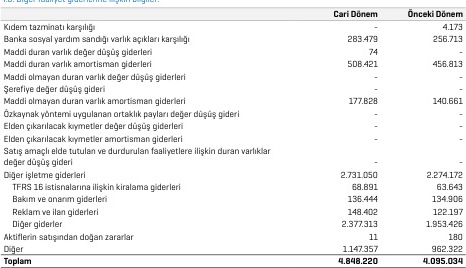 1.8. Diğer faaliyet giderlerine ilişkin bilgiler:
Cari Dönem Önceki Dönem
Kıdem tazminatı karşılığı - 4.173
Banka sosyal yardım sandığı varlık açıkları karşılığı 283.479 256.713
Maddi duran varlık değer düşüş giderleri 74 -
Maddi duran varlık amortisman giderleri 508.421 456.813
Maddi olmayan duran varlık değer düşüş giderleri - -
Şerefiye değer düşüş gideri - -
Maddi olmayan duran varlık amortisman giderleri 177.828 140.661
Özkaynak yöntemi uygulanan ortaklık payları değer düşüş gideri - -
Elden çıkarılacak kıymetler değer düşüş giderleri - -
Elden çıkarılacak kıymetler amortisman giderleri - -
Satış amaçlı elde tutulan ve durdurulan faaliyetlere ilişkin duran varlıklar
değer düşüş gideri - -
Diğer işletme giderleri 2.731.050 2.274.172
TFRS 16 istisnalarına ilişkin kiralama giderleri 68.891 63.643
Bakım ve onarım giderleri 136.444 134.906
Reklam ve ilan giderleri 148.402 122.197
Diğer giderler 2.377.313 1.953.426
Aktiflerin satışından doğan zararlar 11 180
Diğer 1.147.357 962.322
Toplam 4.848.220 4.095.034